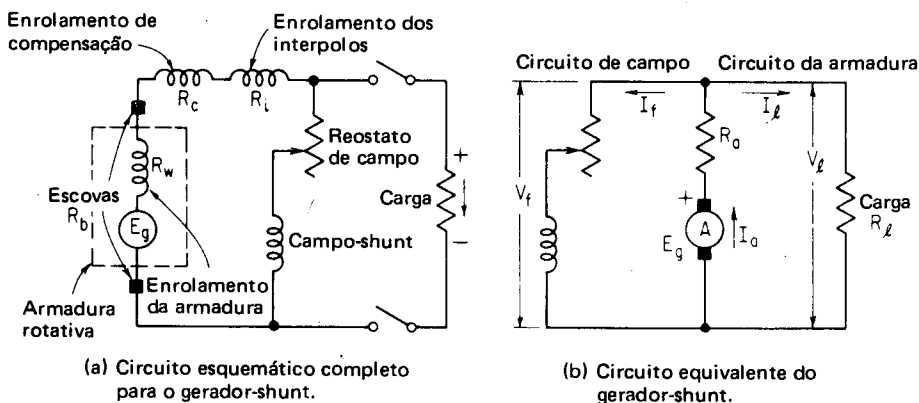 Enrolamento de
compensação
Enrolamento dos
interpolos
R_c
R_i
Reostato
de campo
R_w
Escovas
R_b
E_g
Campo-shunt
Carga
+
−
Armadura
rotativa
Enrolamento
da armadura
(a) Circuito esquemático completo
para o gerador-shunt.
Circuito de campo
Circuito da armadura
I_f
I_ℓ
R_a
V_f
V_ℓ
+
E_g
A
I_a
Carga
R_ℓ
(b) Circuito equivalente do
gerador-shunt.